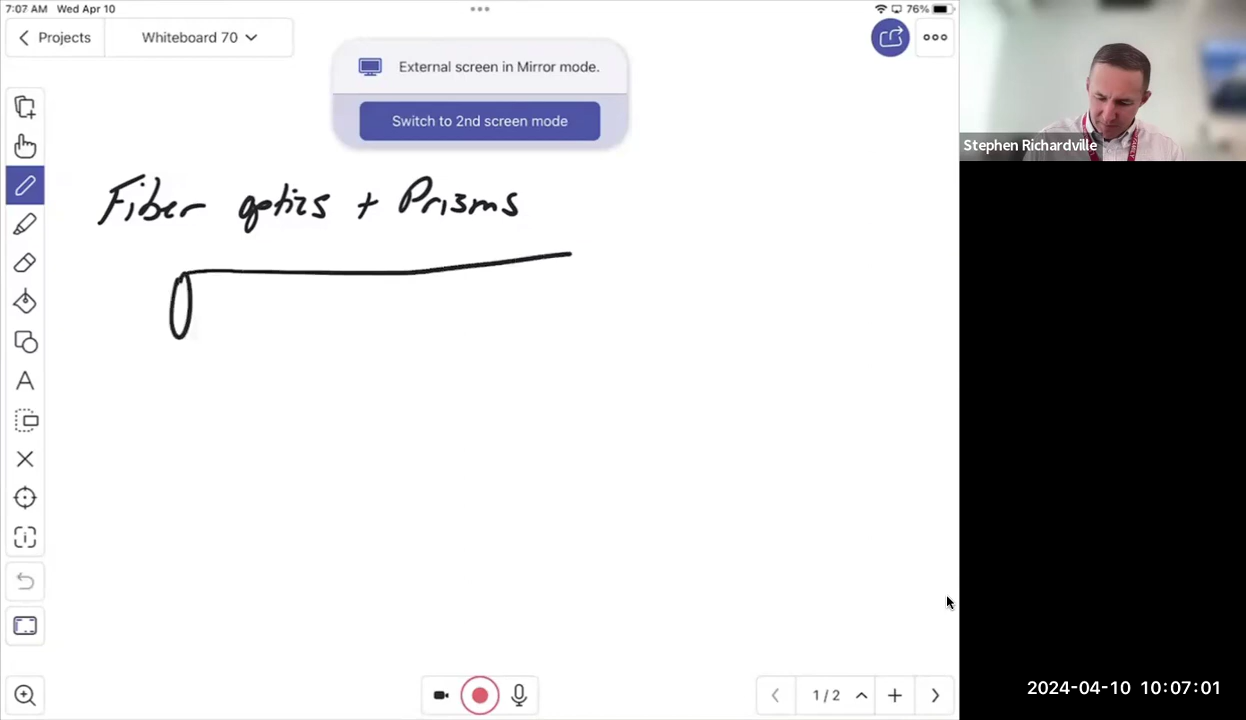 7:07 AM Wed Apr 10
76%
Projects
Whiteboard 70
External screen in Mirror mode.
Switch to 2nd screen mode
Stephen Richardville
Fiber optics + Prisms
A
1 / 2
2024-04-10 10:07:01